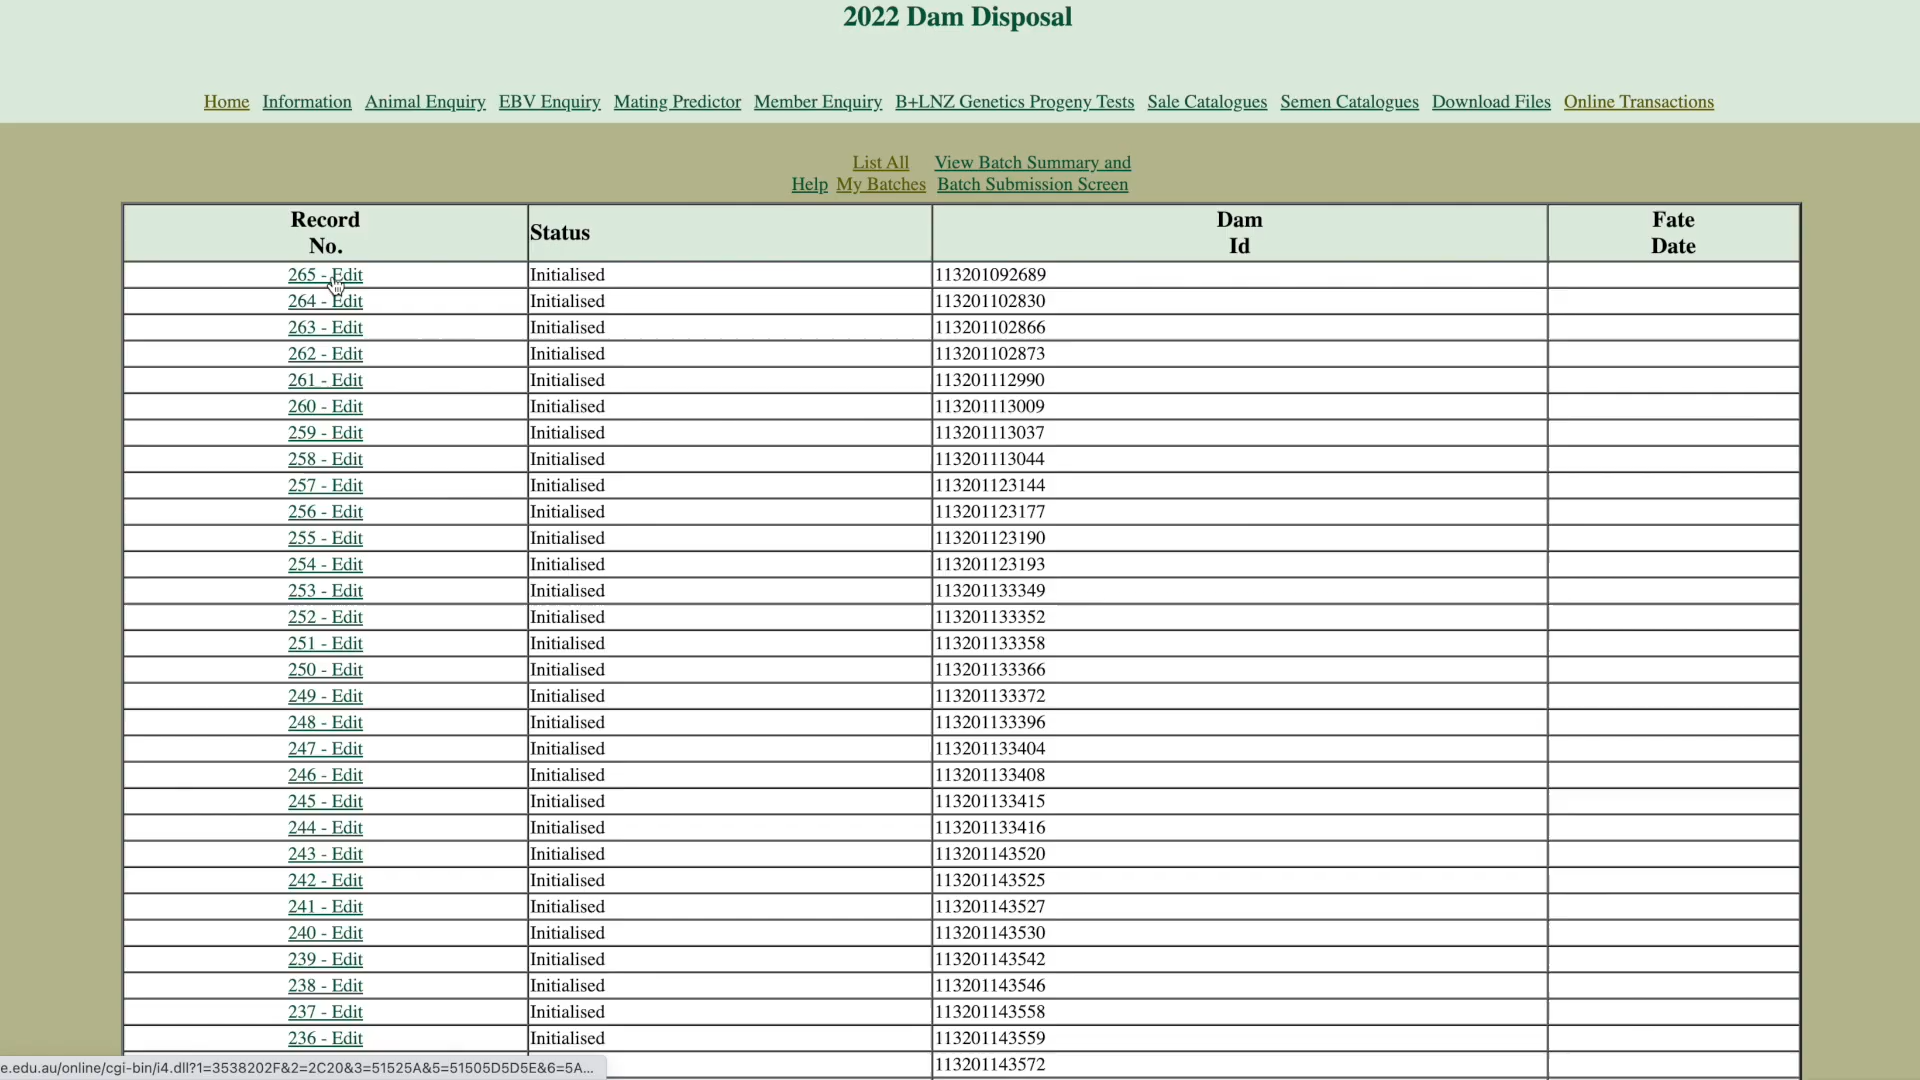 2022 Dam Disposal
Home Information Animal Enquiry EBV Enquiry Mating Predictor Member Enquiry B+LNZ Genetics Progeny Tests Sale Catalogues Semen Catalogues Download Files Online Transactions
List All View Batch Summary and
Help My Batches Batch Submission Screen
Record Status Dam Fate
No. Id Date
265 - Edit Initialised 113201092689
264 - Edit Initialised 113201102830
263 - Edit Initialised 113201102866
262 - Edit Initialised 113201102873
261 - Edit Initialised 113201112990
260 - Edit Initialised 113201113009
259 - Edit Initialised 113201113037
258 - Edit Initialised 113201113044
257 - Edit Initialised 113201123144
256 - Edit Initialised 113201123177
255 - Edit Initialised 113201123190
254 - Edit Initialised 113201123193
253 - Edit Initialised 113201133349
252 - Edit Initialised 113201133352
251 - Edit Initialised 113201133358
250 - Edit Initialised 113201133366
249 - Edit Initialised 113201133372
248 - Edit Initialised 113201133396
247 - Edit Initialised 113201133404
246 - Edit Initialised 113201133408
245 - Edit Initialised 113201133415
244 - Edit Initialised 113201133416
243 - Edit Initialised 113201143520
242 - Edit Initialised 113201143525
241 - Edit Initialised 113201143527
240 - Edit Initialised 113201143530
239 - Edit Initialised 113201143542
238 - Edit Initialised 113201143546
237 - Edit Initialised 113201143558
236 - Edit Initialised 113201143559
113201143572
e.edu.au/online/cgi-bin/i4.dll?1=3538202F&2=2C20&3=51525A&5=51505D5D5E&6=5A...